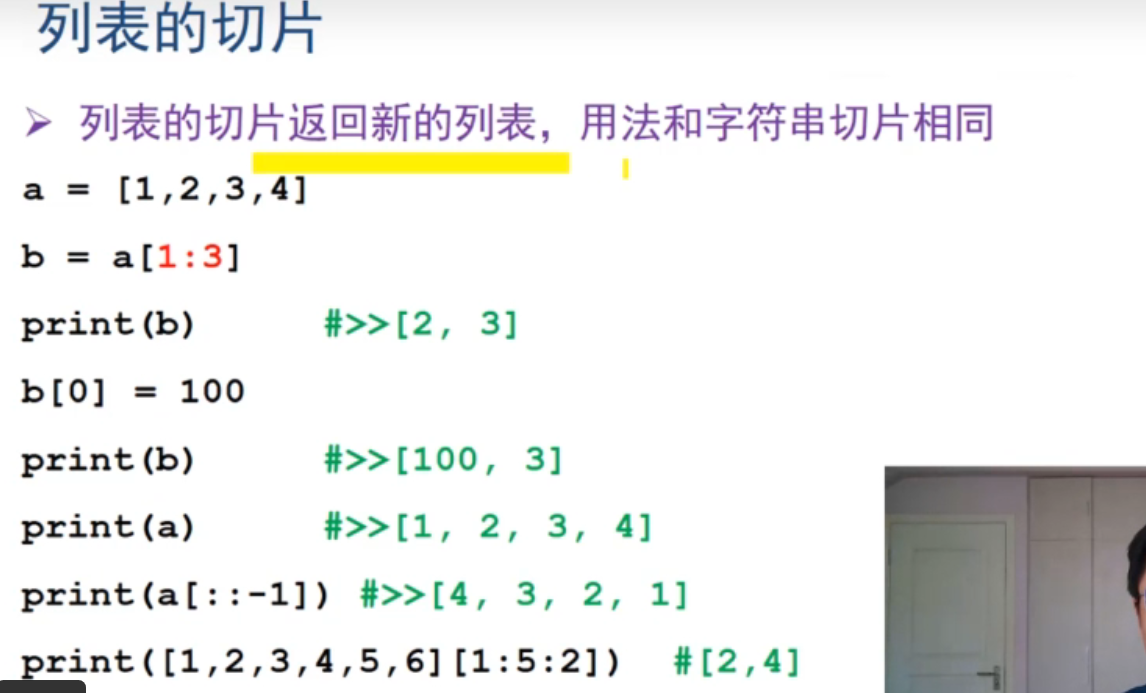 列表的切片
➢ 列表的切片返回新的列表，用法和字符串切片相同
a = [1,2,3,4]
b = a[1:3]
print(b) #>>[2, 3]
b[0] = 100
print(b) #>>[100, 3]
print(a) #>>[1, 2, 3, 4]
print(a[::-1]) #>>[4, 3, 2, 1]
print([1,2,3,4,5,6][1:5:2]) #[2,4]